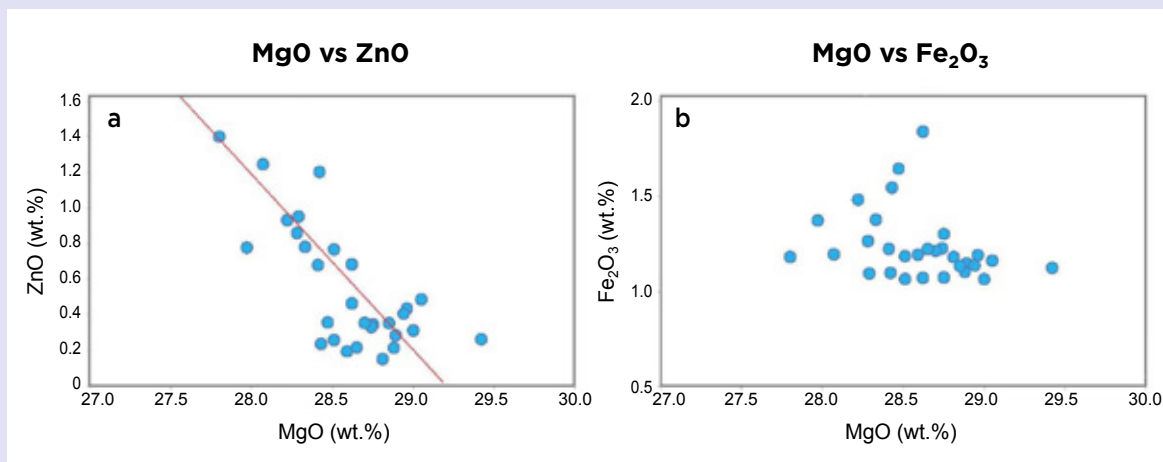 MgO vs ZnO
a
ZnO (wt.%)
1.6
1.4
1.2
1.0
0.8
0.6
0.4
0.2
0
27.0 27.5 28.0 28.5 29.0 29.5 30.0
MgO (wt.%)
MgO vs Fe₂O₃
b
Fe₂O₃ (wt.%)
2.0
1.5
1.0
0.5
27.0 27.5 28.0 28.5 29.0 29.5 30.0
MgO (wt.%)